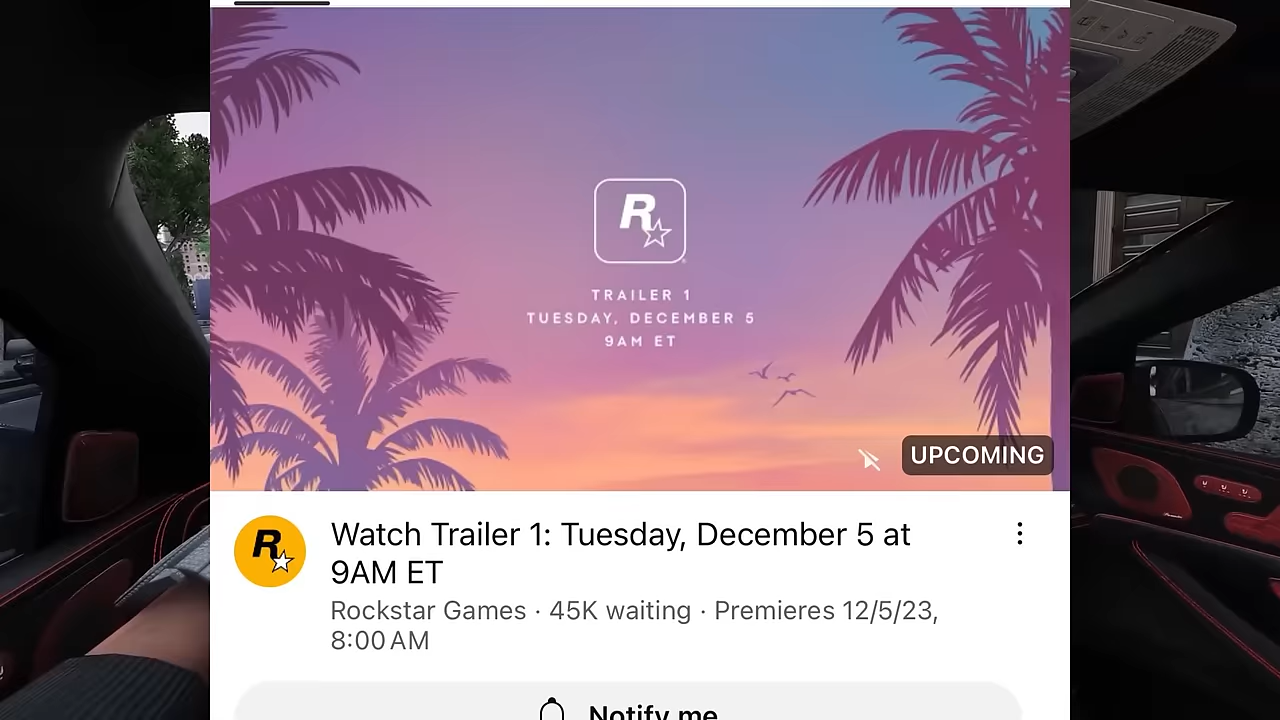 R
TRAILER 1
TUESDAY, DECEMBER 5
9AM ET
UPCOMING
R
Watch Trailer 1: Tuesday, December 5 at
9AM ET
Rockstar Games · 45K waiting · Premieres 12/5/23,
8:00 AM
Notify me